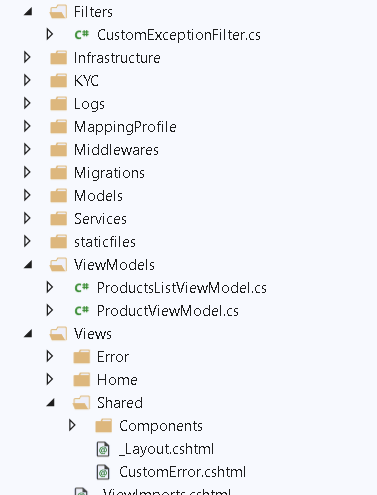 Filters
C# CustomExceptionFilter.cs
Infrastructure
KYC
Logs
MappingProfile
Middlewares
Migrations
Models
Services
staticfiles
ViewModels
C# ProductsListViewModel.cs
C# ProductViewModel.cs
Views
Error
Home
Shared
Components
_Layout.cshtml
CustomError.cshtml
_ViewImports.cshtml